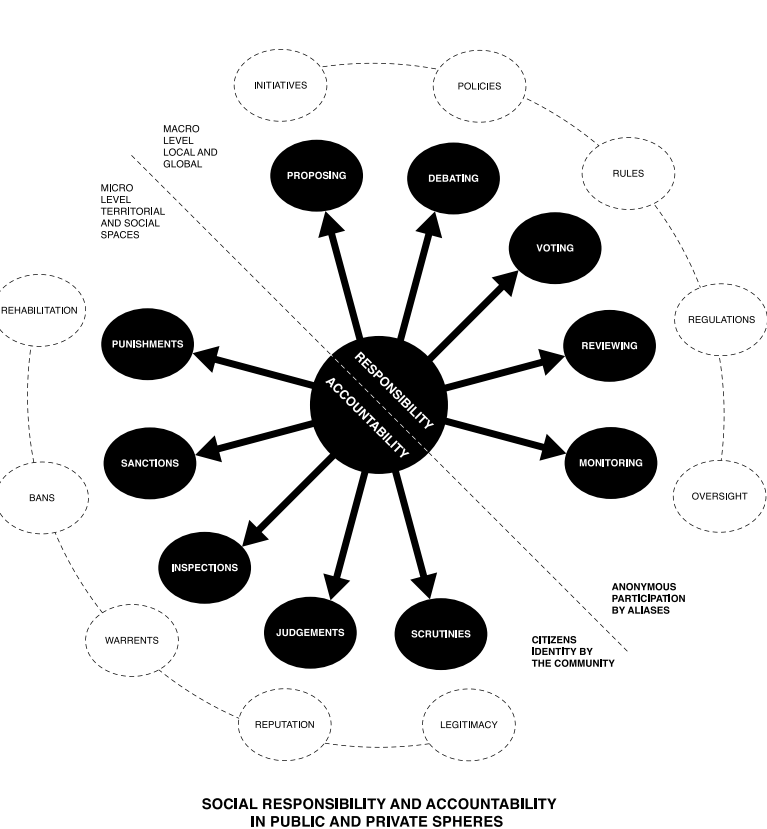 INITIATIVES
POLICIES
MACRO
LEVEL
LOCAL AND
GLOBAL
PROPOSING
DEBATING
RULES
MICRO
LEVEL
TERRITORIAL
AND SOCIAL
SPACES
VOTING
REHABILITATION
REGULATIONS
PUNISHMENTS
REVIEWING
RESPONSIBILITY
ACCOUNTABILITY
SANCTIONS
MONITORING
BANS
OVERSIGHT
INSPECTIONS
ANONYMOUS
PARTICIPATION
BY ALIASES
JUDGEMENTS
SCRUTINIES
CITIZENS
IDENTITY BY
THE COMMUNITY
WARRENTS
REPUTATION
LEGITIMACY
SOCIAL RESPONSIBILITY AND ACCOUNTABILITY
IN PUBLIC AND PRIVATE SPHERES